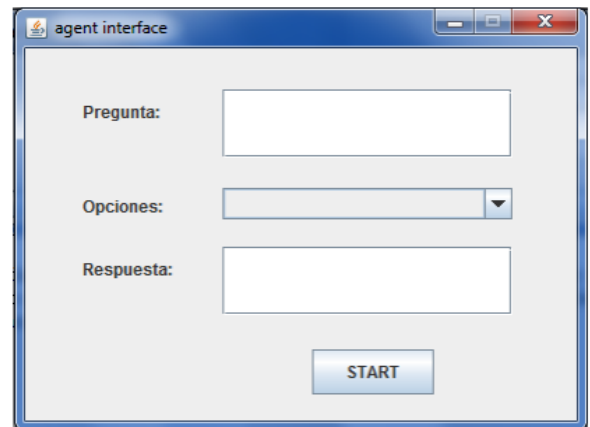 agent interface
Pregunta:
Opciones:
Respuesta:
START